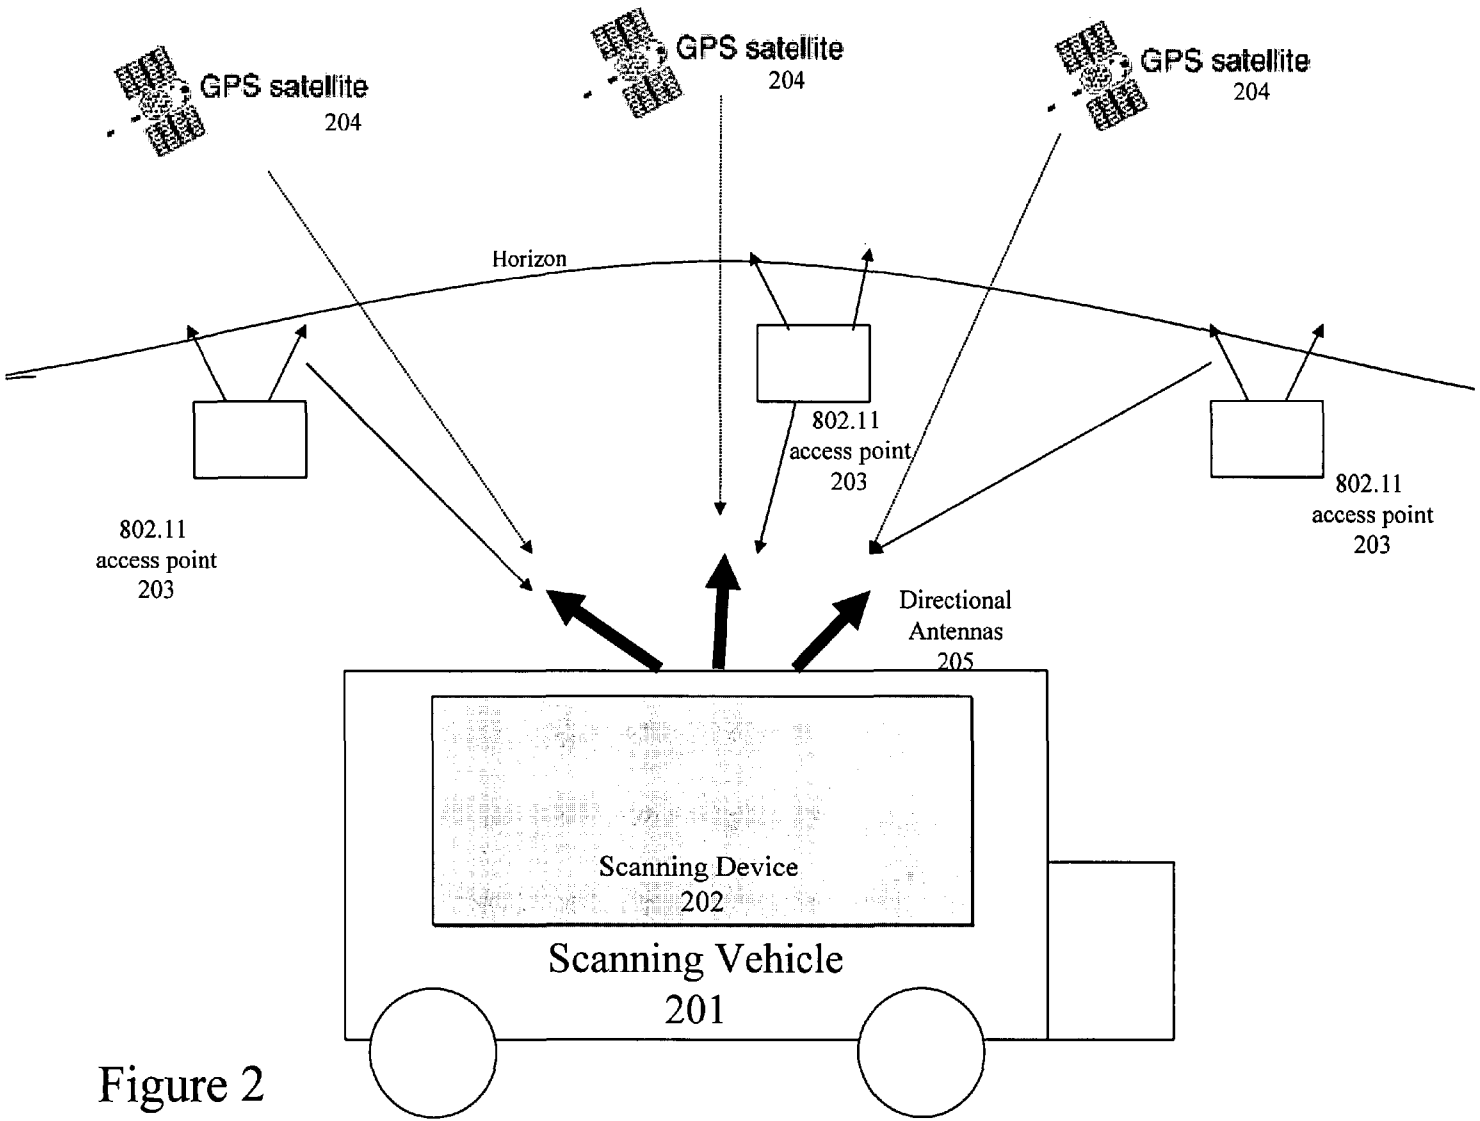 GPS satellite
204
GPS satellite
204
GPS satellite
204
Horizon
802.11
access point
203
802.11
access point
203
802.11
access point
203
Directional
Antennas
205
Scanning Device
202
Scanning Vehicle
201
Figure 2